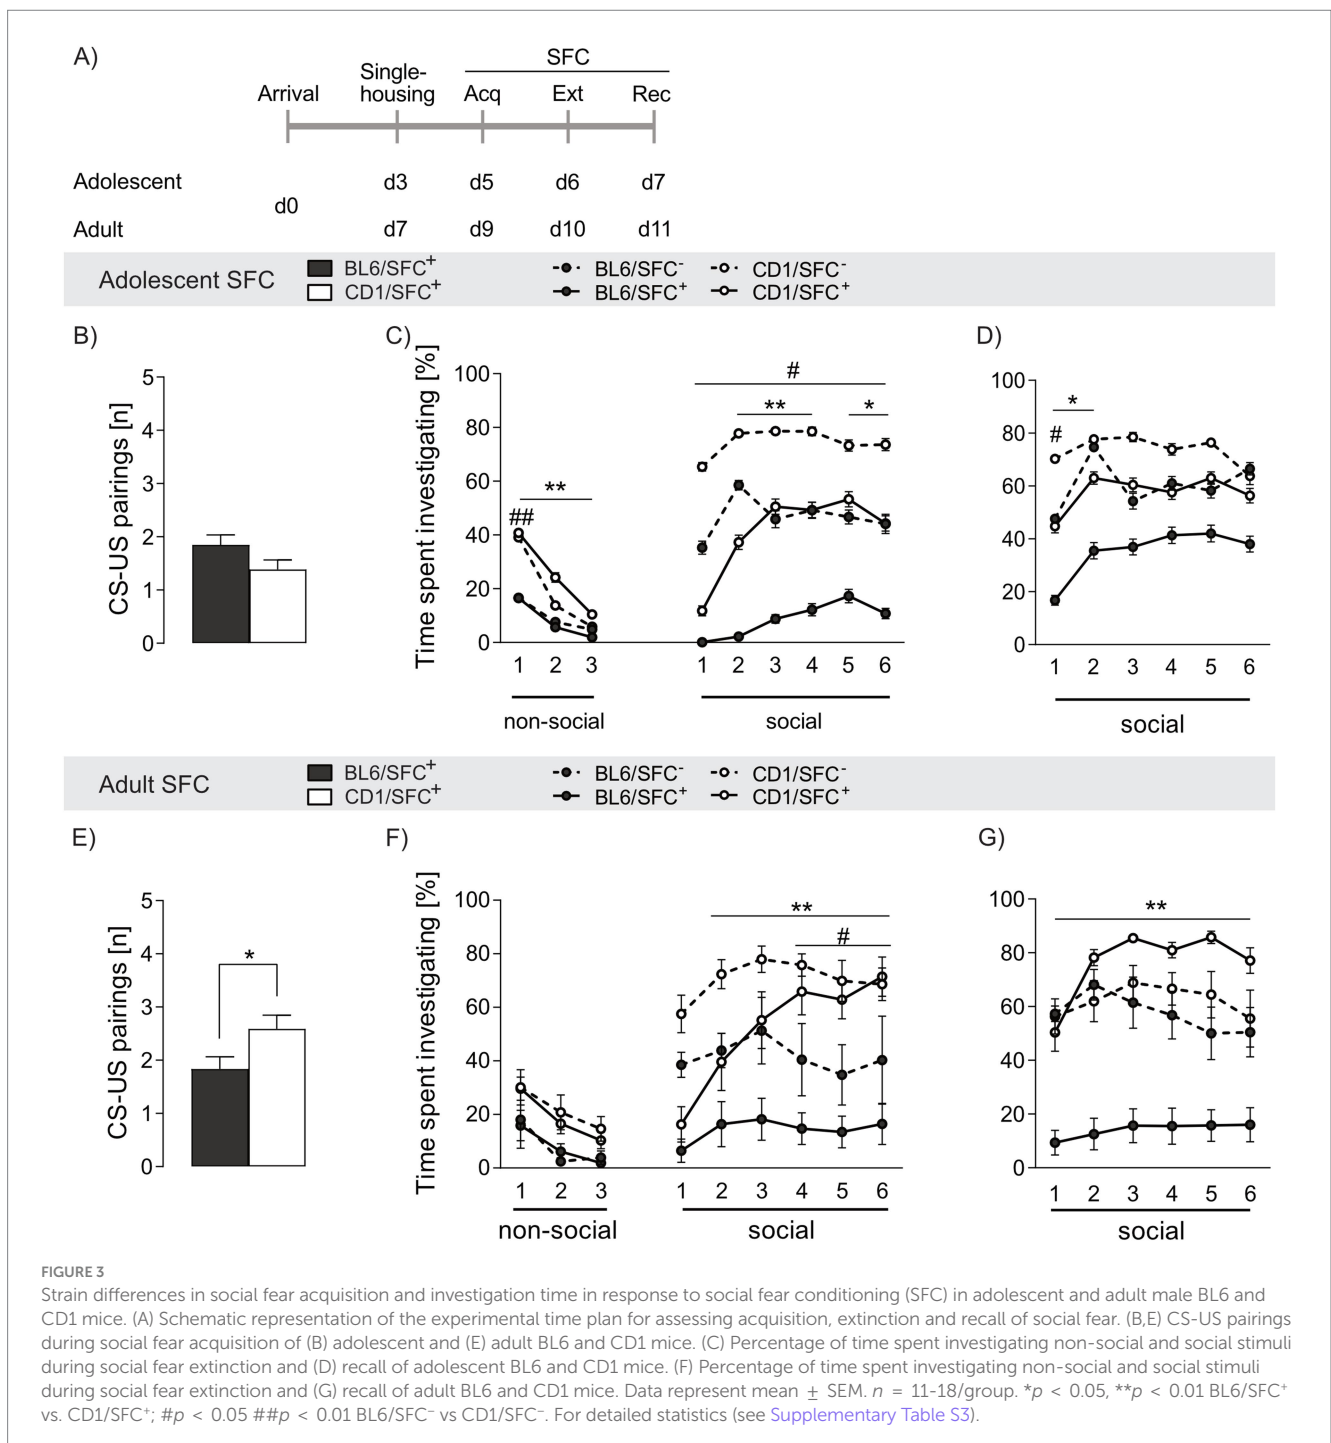 A)
SFC
Single-
housing
Arrival
Acq
Ext
Rec
Adolescent
d3
d5
d6
d7
d0
Adult
d7
d9
d10
d11
Adolescent SFC
BL6/SFC+
CD1/SFC+
BL6/SFC-
BL6/SFC+
CD1/SFC-
CD1/SFC+
B)
CS-US pairings [n]
5
4
3
2
1
0
C)
Time spent investigating [%]
100
80
60
40
20
0
##
**
#
**
*
1 2 3
1 2 3 4 5 6
non-social
social
D)
100
80
60
40
20
0
*
#
1 2 3 4 5 6
social
Adult SFC
BL6/SFC+
CD1/SFC+
BL6/SFC-
BL6/SFC+
CD1/SFC-
CD1/SFC+
E)
CS-US pairings [n]
5
4
3
2
1
0
*
F)
Time spent investigating [%]
100
80
60
40
20
0
**
#
1 2 3
1 2 3 4 5 6
non-social
social
G)
100
80
60
40
20
0
**
1 2 3 4 5 6
social
FIGURE 3
Strain differences in social fear acquisition and investigation time in response to social fear conditioning (SFC) in adolescent and adult male BL6 and
CD1 mice. (A) Schematic representation of the experimental time plan for assessing acquisition, extinction and recall of social fear. (B,E) CS-US pairings
during social fear acquisition of (B) adolescent and (E) adult BL6 and CD1 mice. (C) Percentage of time spent investigating non-social and social stimuli
during social fear extinction and (D) recall of adolescent BL6 and CD1 mice. (F) Percentage of time spent investigating non-social and social stimuli
during social fear extinction and (G) recall of adult BL6 and CD1 mice. Data represent mean ± SEM. n = 11-18/group. *p < 0.05, **p < 0.01 BL6/SFC+
vs. CD1/SFC+; #p < 0.05 ##p < 0.01 BL6/SFC− vs CD1/SFC−. For detailed statistics (see Supplementary Table S3).